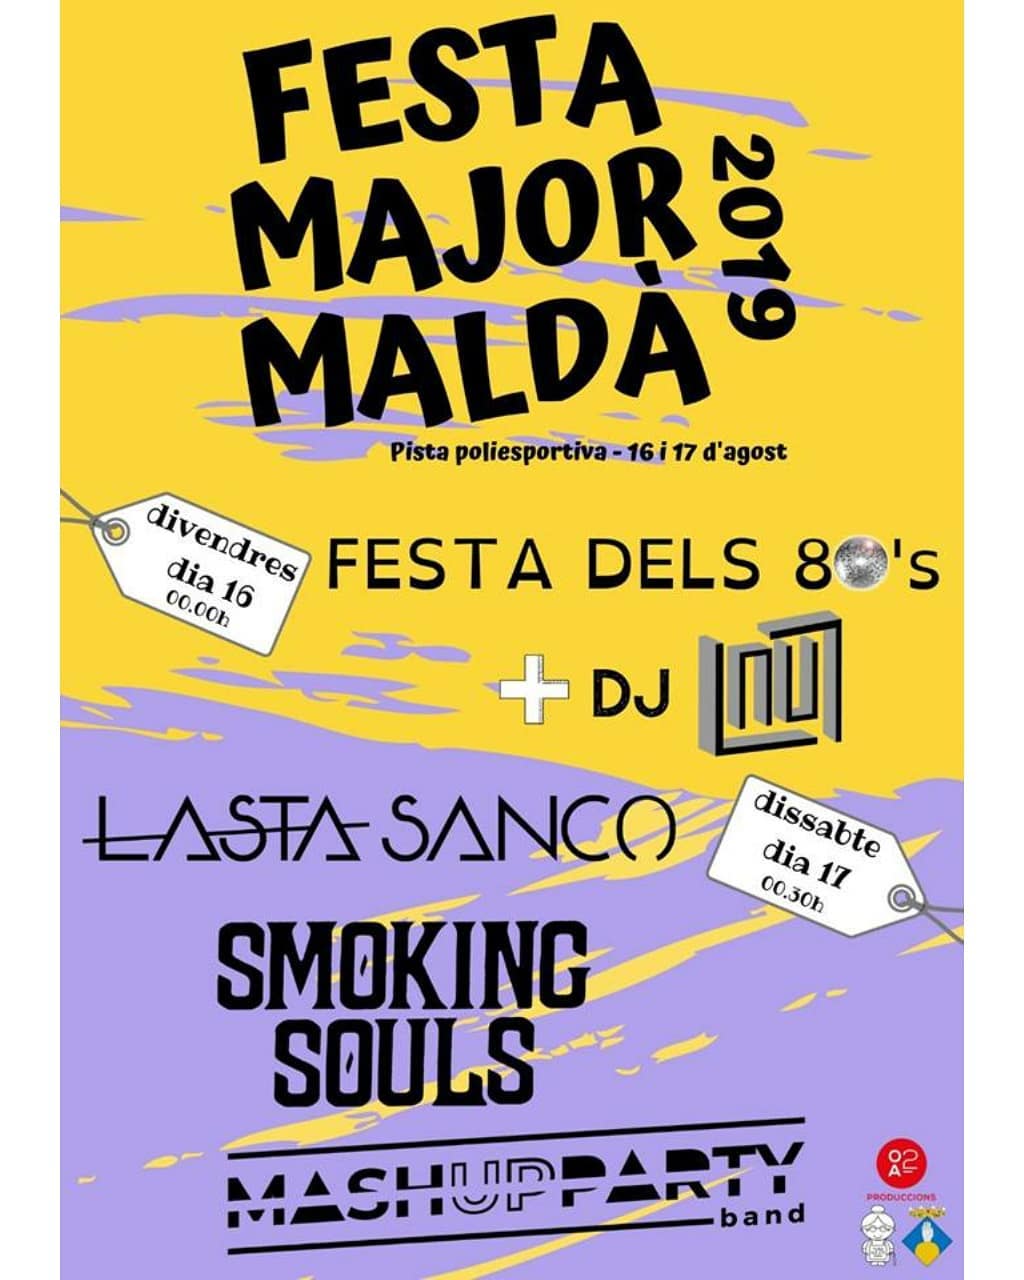 FESTA
MAJOR
MALDÀ
2019
Pista poliesportiva - 16 i 17 d'agost
divendres
dia 16
00.00h
FESTA DELS 80's
+ DJ
LASTA SANCO
dissabte
dia 17
00.30h
SMOKING
SOULS
MASHUPPARTY
band
PRODUCCIONS